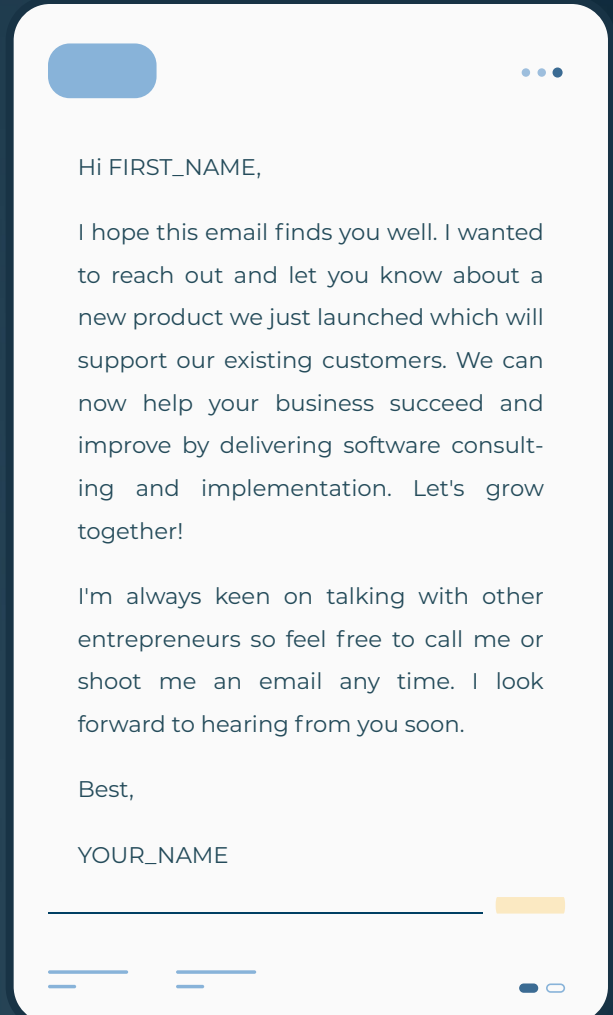 Hi FIRST_NAME,
I hope this email finds you well. I wanted
to reach out and let you know about a
new product we just launched which will
support our existing customers. We can
now help your business succeed and
improve by delivering software consult-
ing and implementation. Let's grow
together!
I'm always keen on talking with other
entrepreneurs so feel free to call me or
shoot me an email any time. I look
forward to hearing from you soon.
Best,
YOUR_NAME